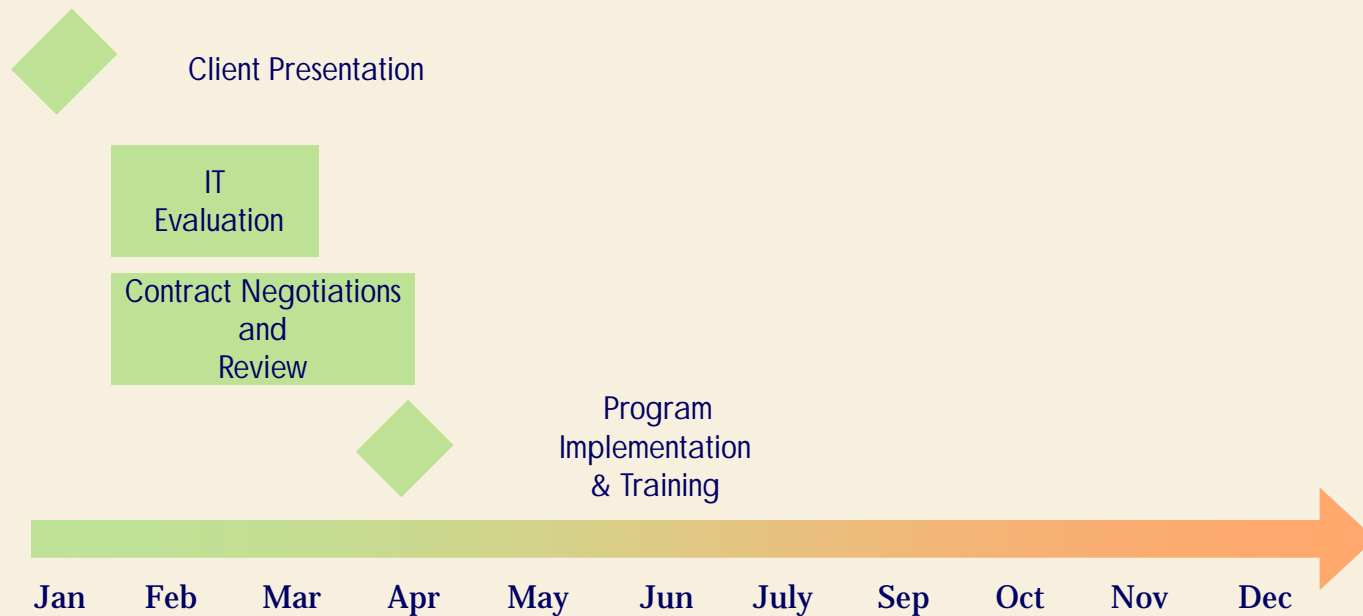 Client Presentation
IT
Evaluation
Contract Negotiations
and
Review
Program
Implementation
& Training
Jan Feb Mar Apr May Jun July Sep Oct Nov Dec